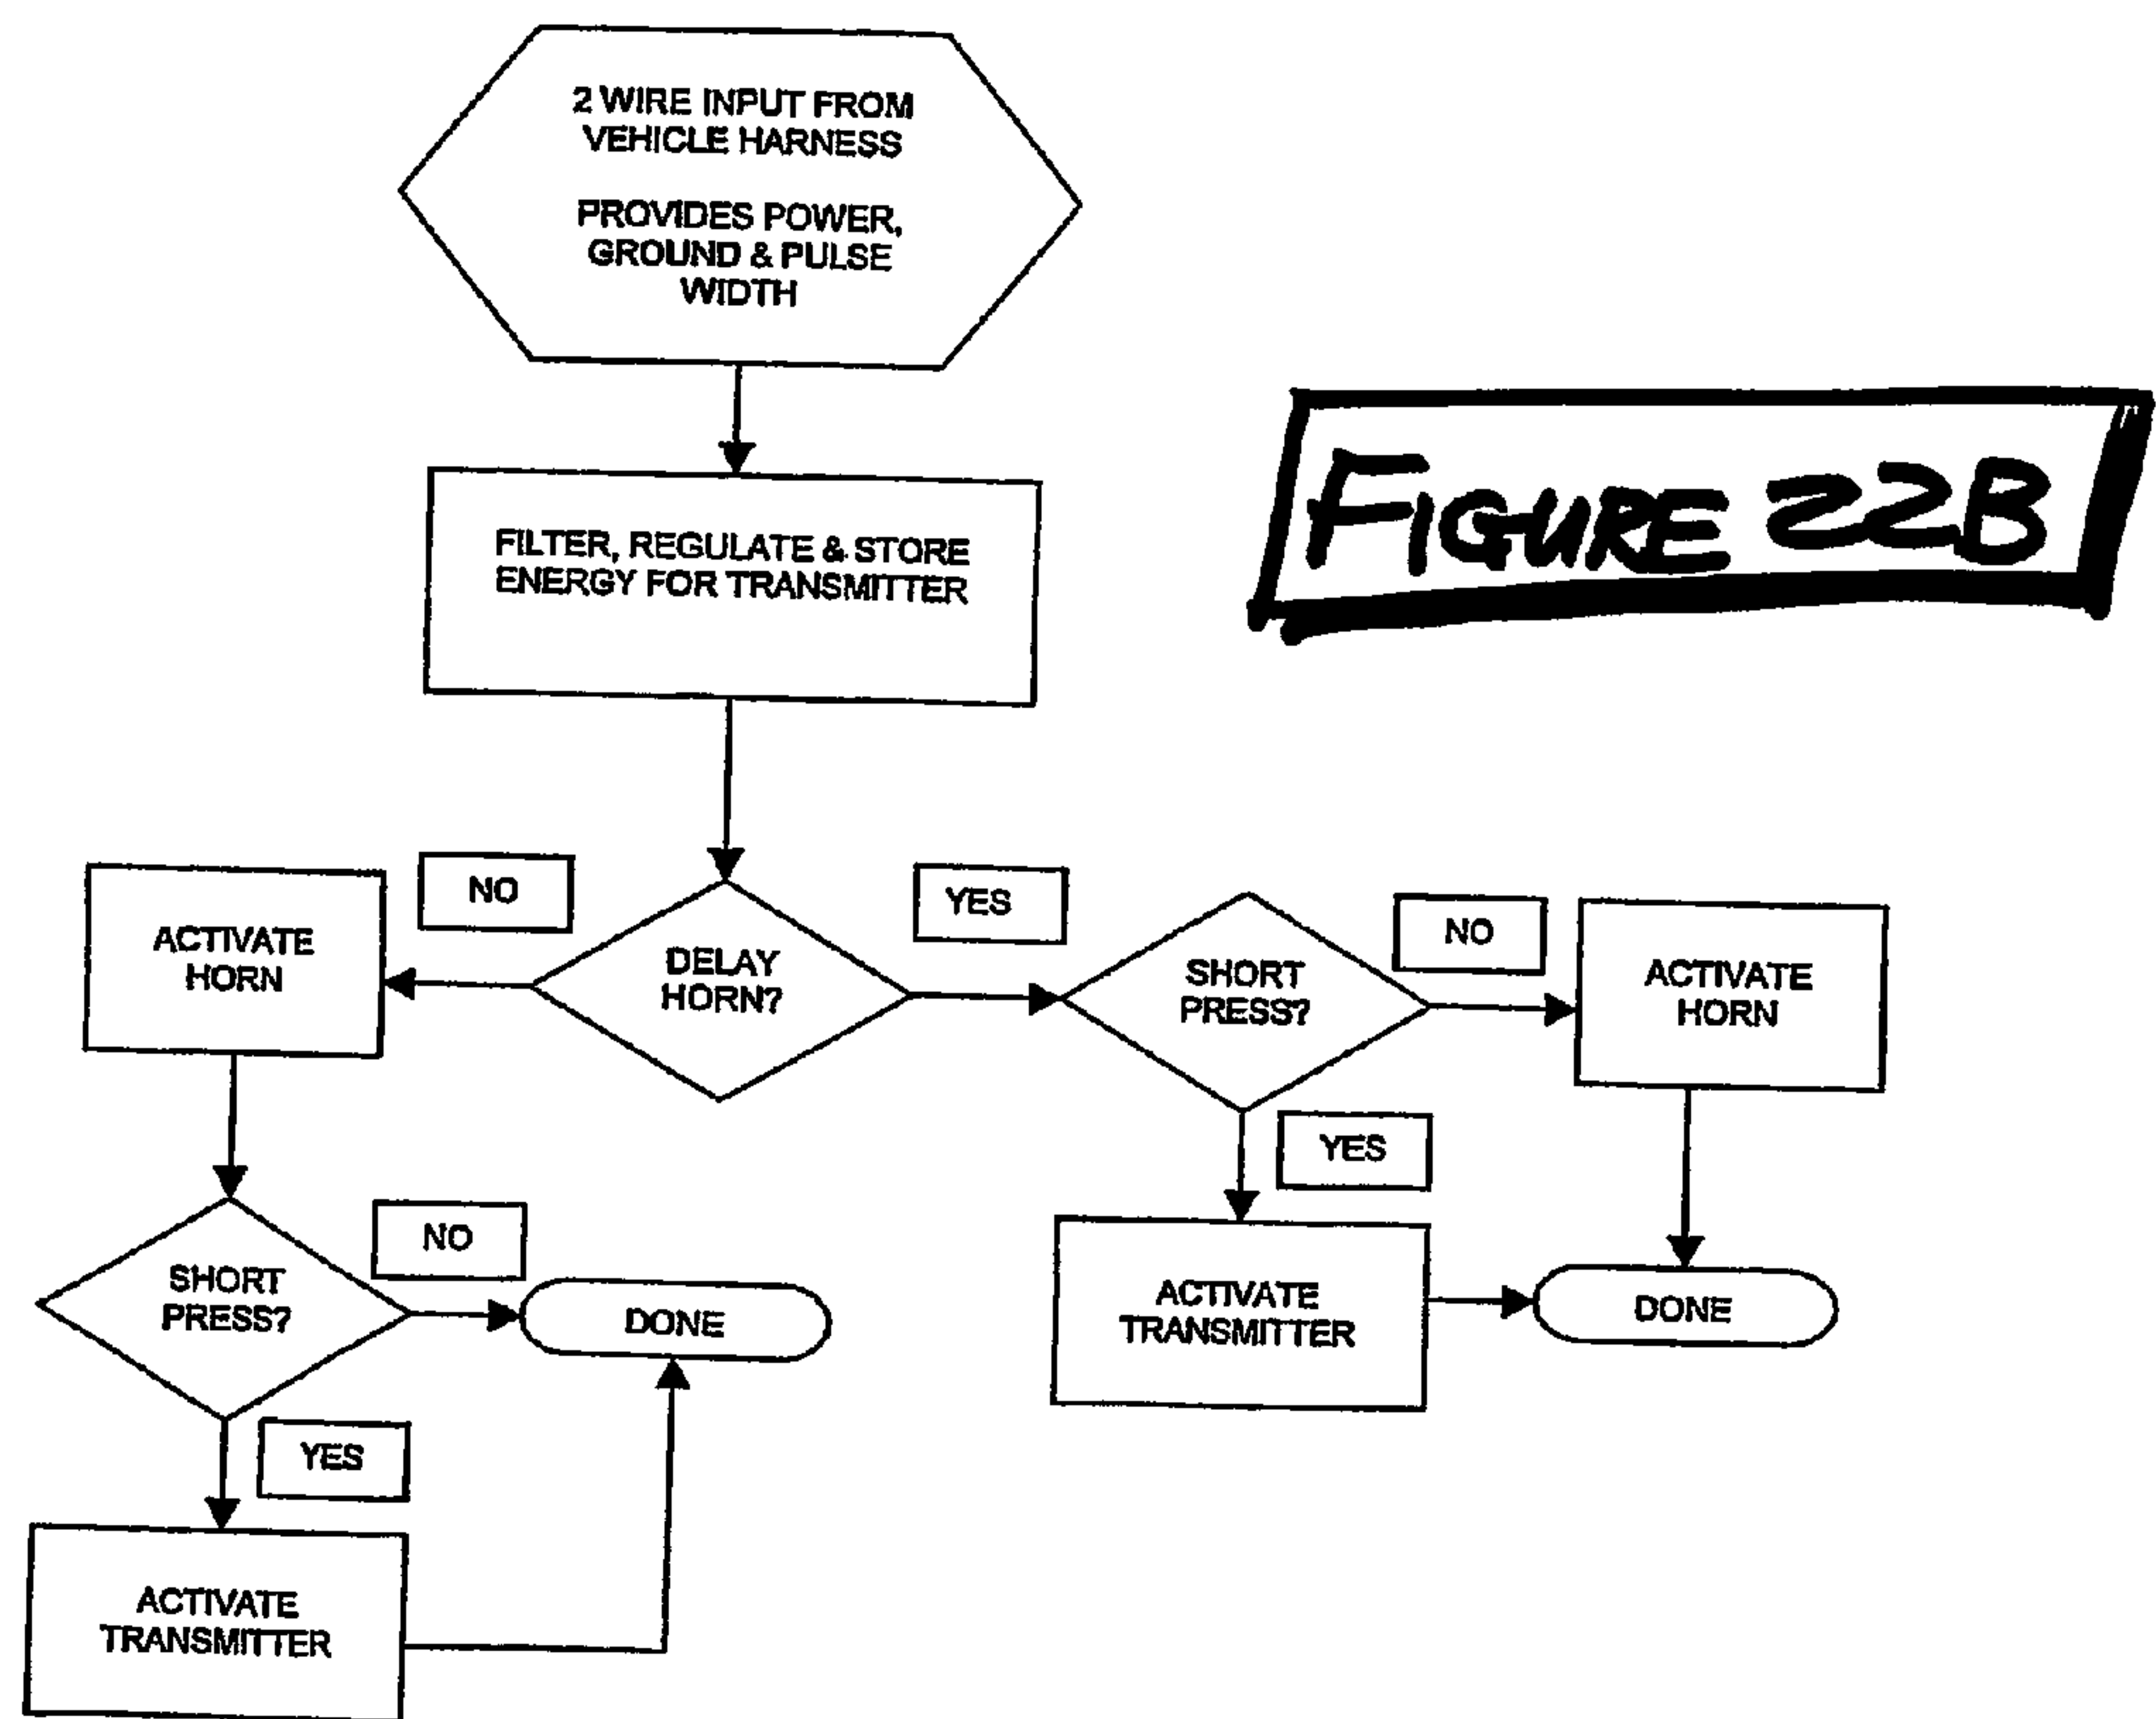 2 WIRE INPUT FROM
VEHICLE HARNESS
PROVIDES POWER,
GROUND & PULSE
WIDTH
FIGURE 22B
FILTER, REGULATE & STORE
ENERGY FOR TRANSMITTER
NO
YES
NO
ACTIVATE
HORN
DELAY
HORN?
SHORT
PRESS?
ACTIVATE
HORN
YES
NO
SHORT
PRESS?
DONE
ACTIVATE
TRANSMITTER
DONE
YES
ACTIVATE
TRANSMITTER